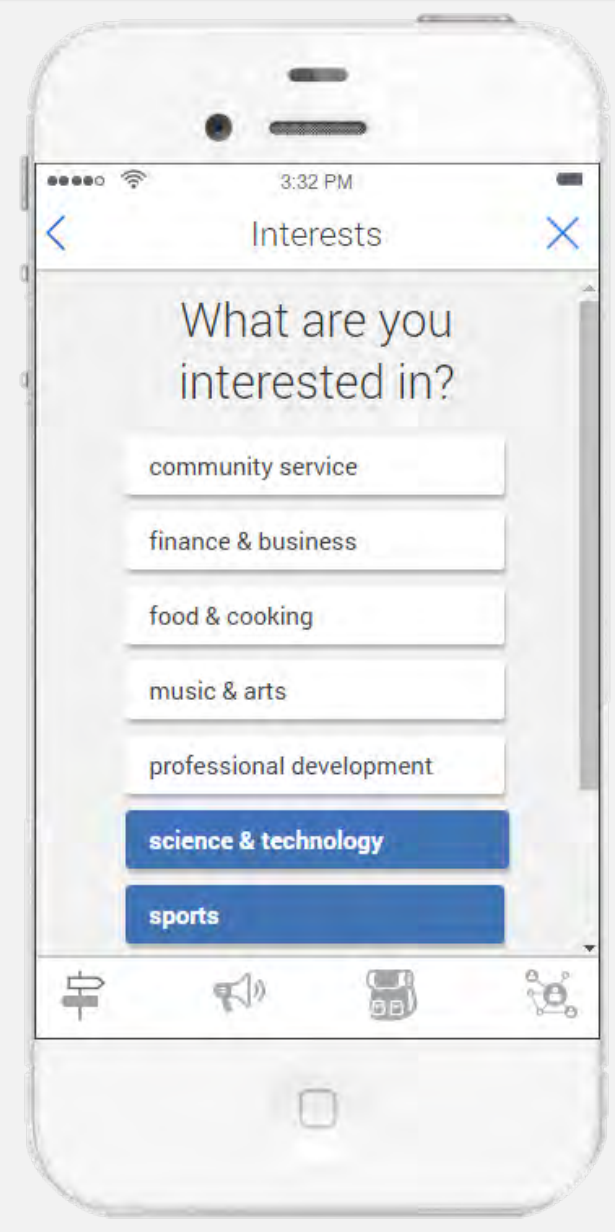 3:32 PM
Interests
What are you
interested in?
community service
finance & business
food & cooking
music & arts
professional development
science & technology
sports